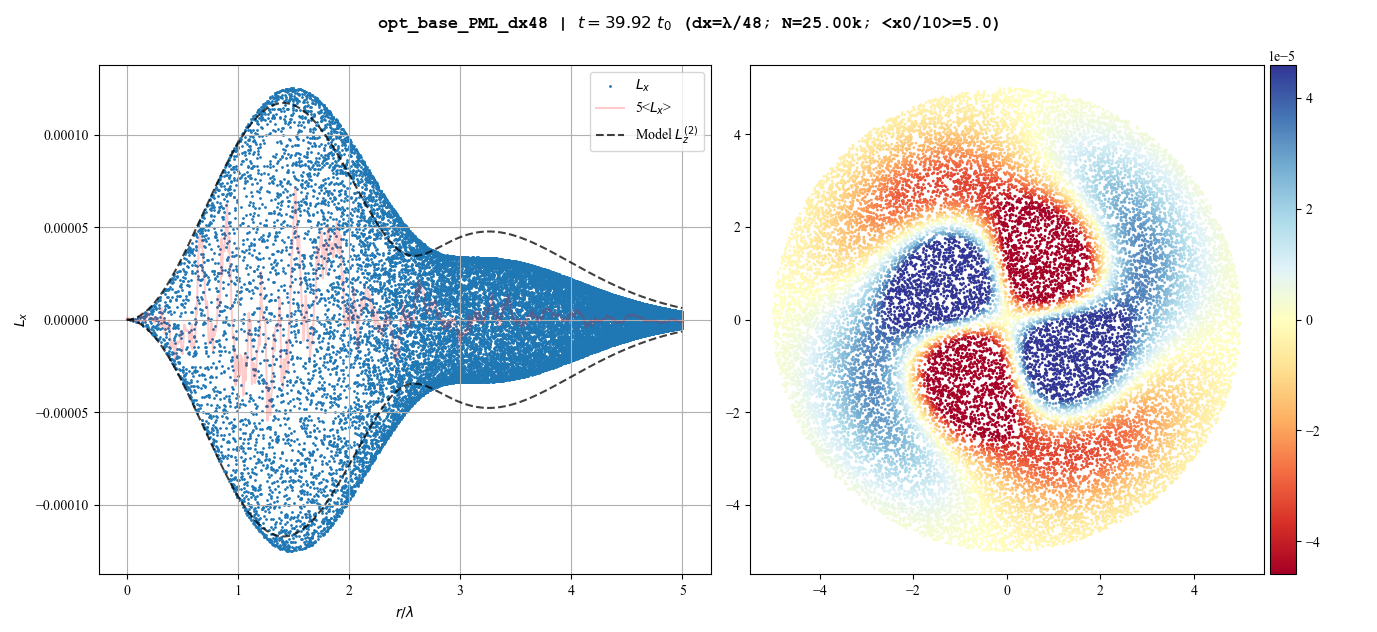 opt_base_PML_dx48 | t = 39.92 t₀ (dx=λ/48; N=25.00k; <x0/l0>=5.0)
Lₓ
5<Lₓ>
Model L_z^(2)
0.00010
0.00005
0.00000
−0.00005
−0.00010
Lₓ
0 1 2 3 4 5
r/λ
4
2
0
−2
−4
−4 −2 0 2 4
1e−5
4
2
0
−2
−4